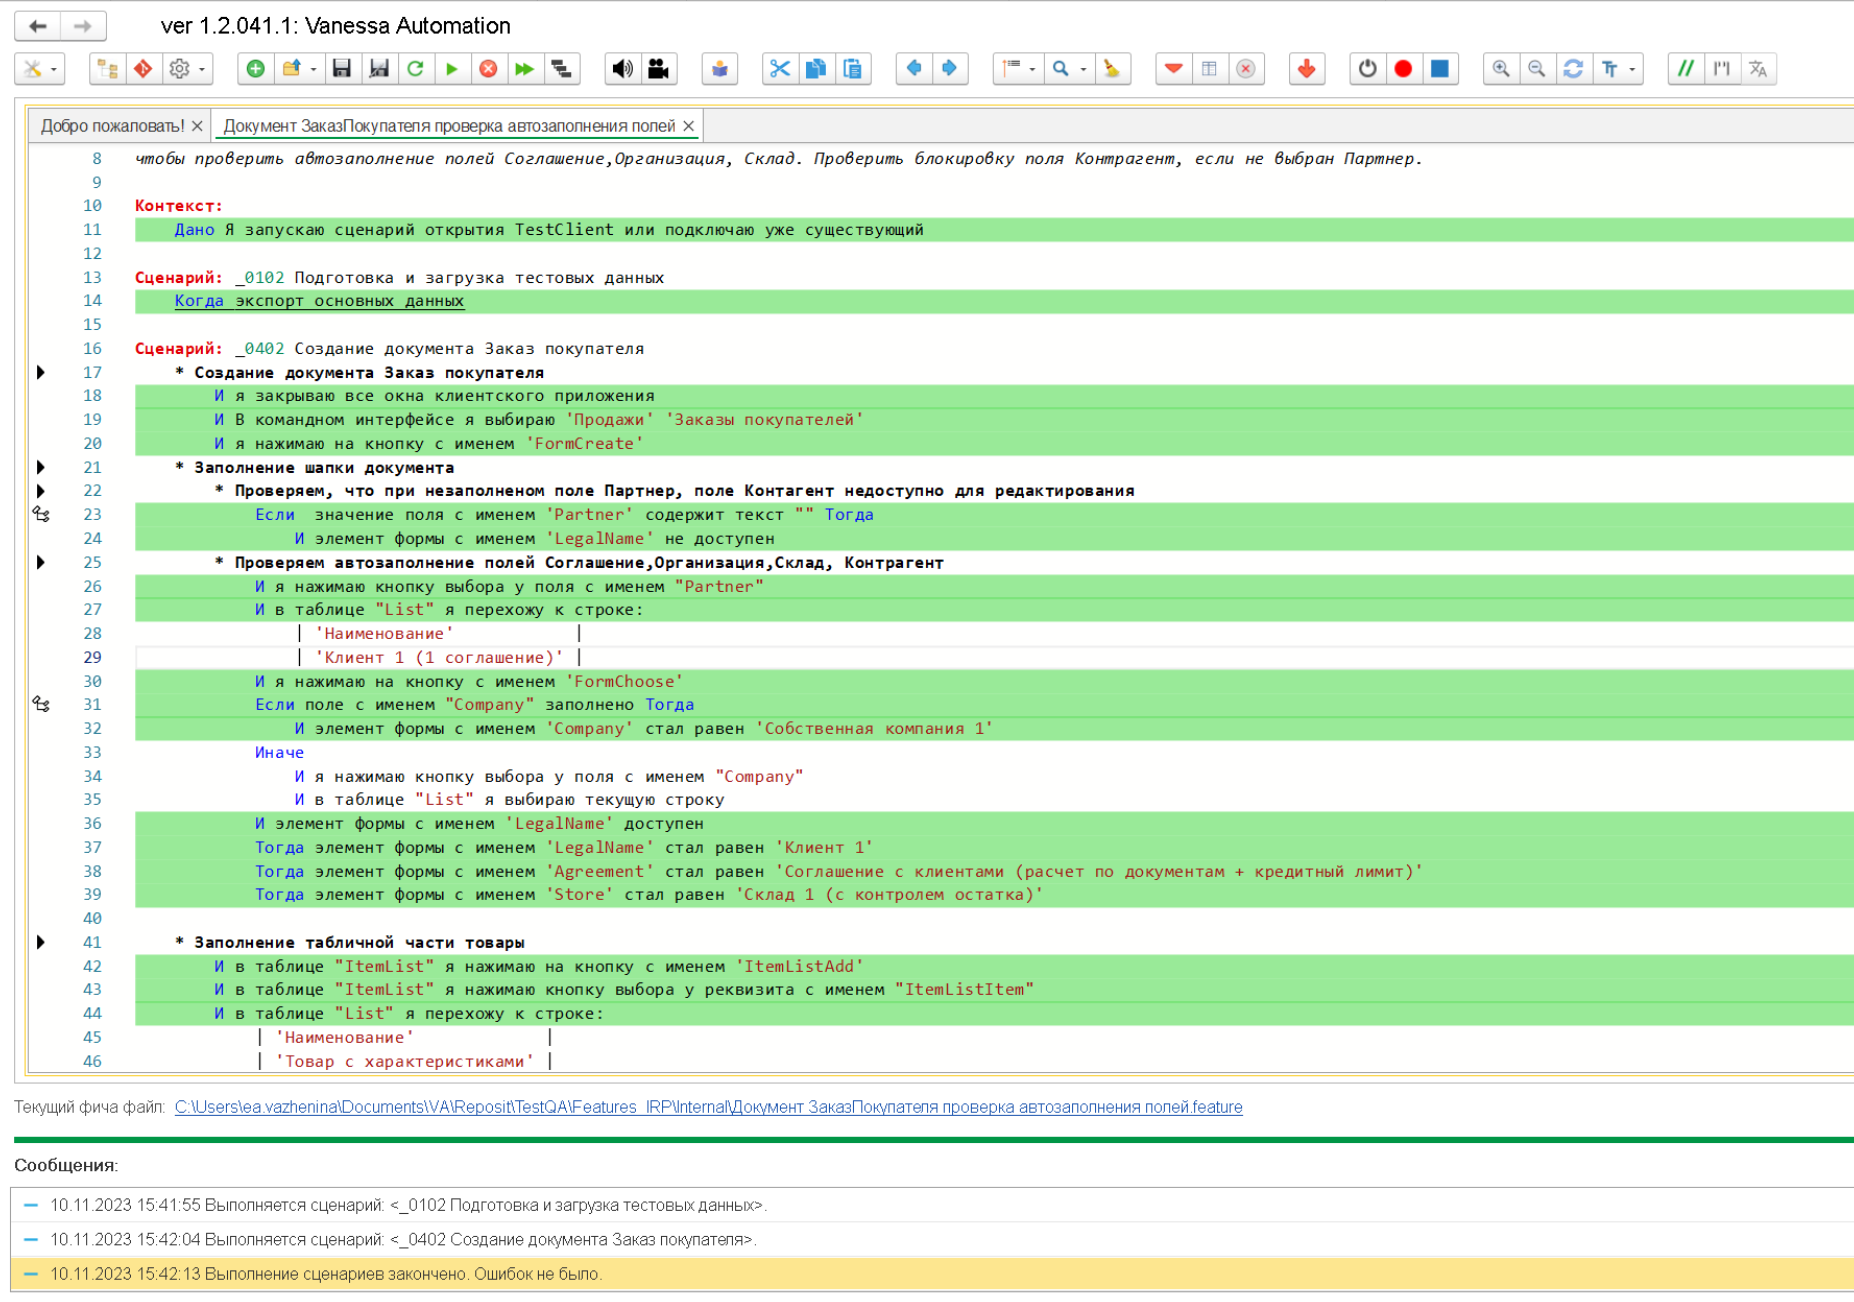 ver 1.2.041.1: Vanessa Automation
Добро пожаловать! × Документ ЗаказПокупателя проверка автозаполнения полей ×
8 чтобы проверить автозаполнение полей Соглашение,Организация, Склад. Проверить блокировку поля Контрагент, если не выбран Партнер.
9
10 Контекст:
11 Дано Я запускаю сценарий открытия TestClient или подключаю уже существующий
12
13 Сценарий: _0102 Подготовка и загрузка тестовых данных
14 Когда экспорт основных данных
15
16 Сценарий: _0402 Создание документа Заказ покупателя
17 * Создание документа Заказ покупателя
18 И я закрываю все окна клиентского приложения
19 И В командном интерфейсе я выбираю 'Продажи' 'Заказы покупателей'
20 И я нажимаю на кнопку с именем 'FormCreate'
21 * Заполнение шапки документа
22 * Проверяем, что при незаполненом поле Партнер, поле Контагент недоступно для редактирования
23 Если  значение поля с именем 'Partner' содержит текст "" Тогда
24 И элемент формы с именем 'LegalName' не доступен
25 * Проверяем автозаполнение полей Соглашение,Организация,Склад, Контрагент
26 И я нажимаю кнопку выбора у поля с именем "Partner"
27 И в таблице "List" я перехожу к строке:
28 | 'Наименование' |
29 | 'Клиент 1 (1 соглашение)' |
30 И я нажимаю на кнопку с именем 'FormChoose'
31 Если поле с именем "Company" заполнено Тогда
32 И элемент формы с именем 'Company' стал равен 'Собственная компания 1'
33 Иначе
34 И я нажимаю кнопку выбора у поля с именем "Company"
35 И в таблице "List" я выбираю текущую строку
36 И элемент формы с именем 'LegalName' доступен
37 Тогда элемент формы с именем 'LegalName' стал равен 'Клиент 1'
38 Тогда элемент формы с именем 'Agreement' стал равен 'Соглашение с клиентами (расчет по документам + кредитный лимит)'
39 Тогда элемент формы с именем 'Store' стал равен 'Склад 1 (с контролем остатка)'
40
41 * Заполнение табличной части товары
42 И в таблице "ItemList" я нажимаю на кнопку с именем 'ItemListAdd'
43 И в таблице "ItemList" я нажимаю кнопку выбора у реквизита с именем "ItemListItem"
44 И в таблице "List" я перехожу к строке:
45 | 'Наименование' |
46 | 'Товар с характеристиками' |
Текущий фича файл: C:\Users\ea.vazhenina\Documents\VA\Reposit\TestQA\Features_IRP\Internal\Документ ЗаказПокупателя проверка автозаполнения полей.feature
Сообщения:
10.11.2023 15:41:55 Выполняется сценарий: <_0102 Подготовка и загрузка тестовых данных>.
10.11.2023 15:42:04 Выполняется сценарий: <_0402 Создание документа Заказ покупателя>.
10.11.2023 15:42:13 Выполнение сценариев закончено. Ошибок не было.